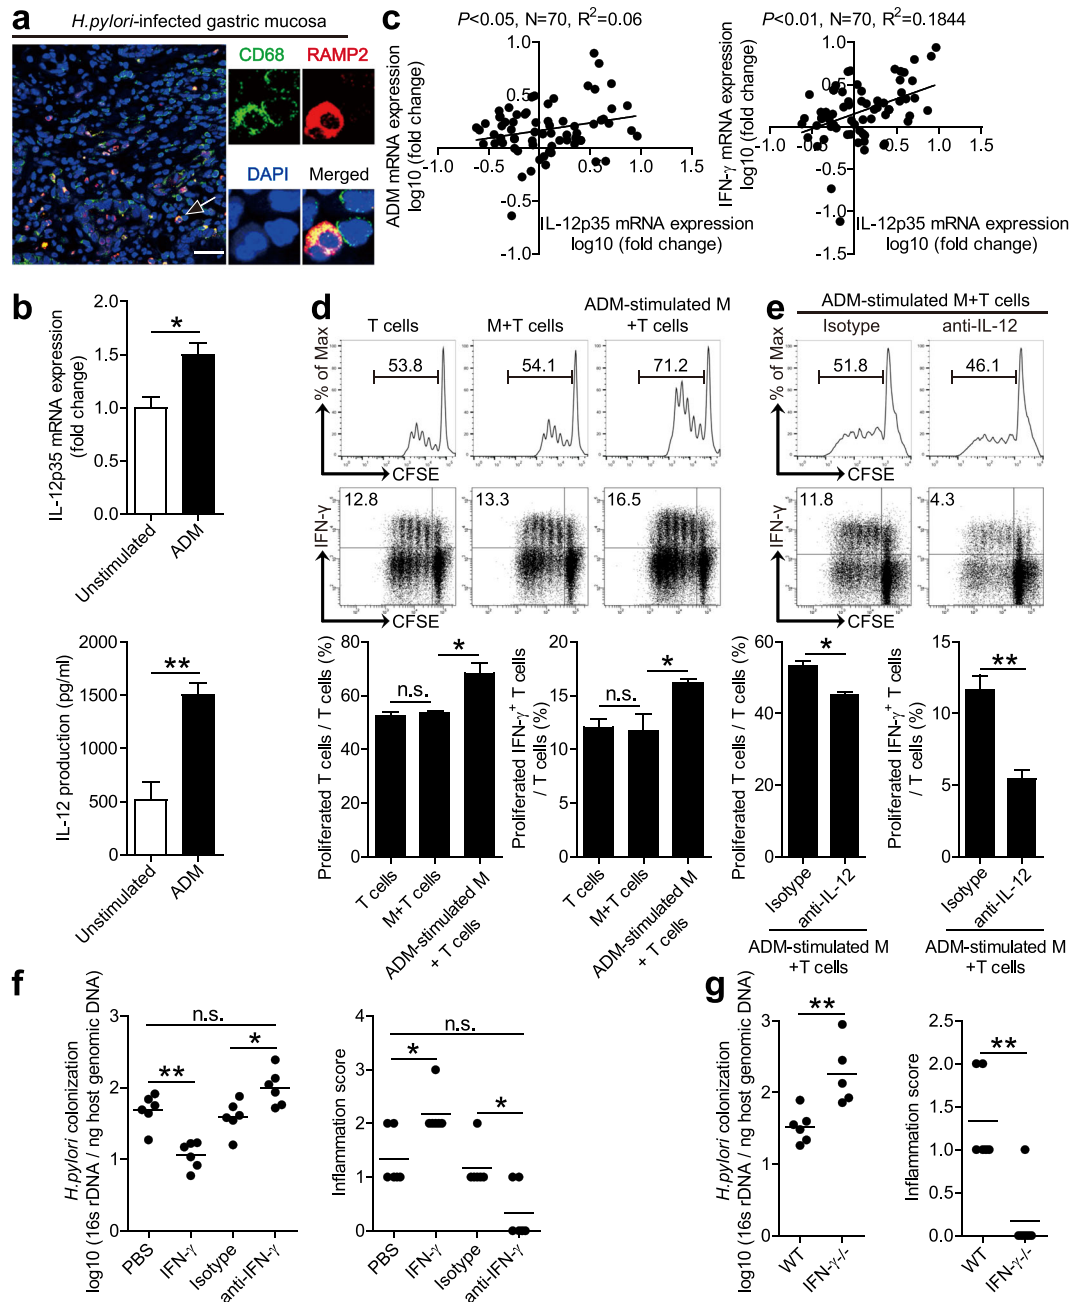 a
H.pylori-infected gastric mucosa
CD68
RAMP2
DAPI
Merged
c
P<0.05, N=70, R²=0.06
ADM mRNA expression
log10 (fold change)
1.0
0.5
-0.5
-1.0
-1.0
-0.5
0.5
1.0
IL-12p35 mRNA expression
log10 (fold change)
P<0.01, N=70, R²=0.1844
IFN-γ mRNA expression
log10 (fold change)
1.0
0.5
-0.5
-1.0
-1.5
-1.0
-0.5
0.5
1.0
1.5
IL-12p35 mRNA expression
log10 (fold change)
b
IL-12p35 mRNA expression
(fold change)
2.0
1.5
1.0
0.5
0.0
*
Unstimulated
ADM
IL-12 production (pg/ml)
2000
1500
1000
500
0
**
Unstimulated
ADM
d
T cells
M+T cells
ADM-stimulated M
+T cells
% of Max
53.8
54.1
71.2
CFSE
IFN-γ
12.8
13.3
16.5
CFSE
Proliferated T cells / T cells (%)
80
60
40
20
0
n.s.
*
T cells
M+T cells
ADM-stimulated M
+ T cells
Proliferated IFN-γ⁺ T cells
/ T cells (%)
20
15
10
5
0
n.s.
*
T cells
M+T cells
ADM-stimulated M
+ T cells
e
ADM-stimulated M+T cells
Isotype
anti-IL-12
% of Max
51.8
46.1
CFSE
IFN-γ
11.8
4.3
CFSE
Proliferated T cells / T cells (%)
60
40
20
0
*
Isotype
anti-IL-12
ADM-stimulated M
+T cells
Proliferated IFN-γ⁺ T cells
/ T cells (%)
15
10
5
0
**
Isotype
anti-IL-12
ADM-stimulated M
+T cells
f
H.pylori colonization
log10 (16s rDNA / ng host genomic DNA)
3
2
1
0
n.s.
**
*
PBS
IFN-γ
Isotype
anti-IFN-γ
Inflammation score
4
3
2
1
0
n.s.
*
*
PBS
IFN-γ
Isotype
anti-IFN-γ
g
H.pylori colonization
log10 (16s rDNA / ng host genomic DNA)
3
2
1
0
**
WT
IFN-γ-/-
Inflammation score
2.5
2.0
1.5
1.0
0.5
0.0
**
WT
IFN-γ-/-